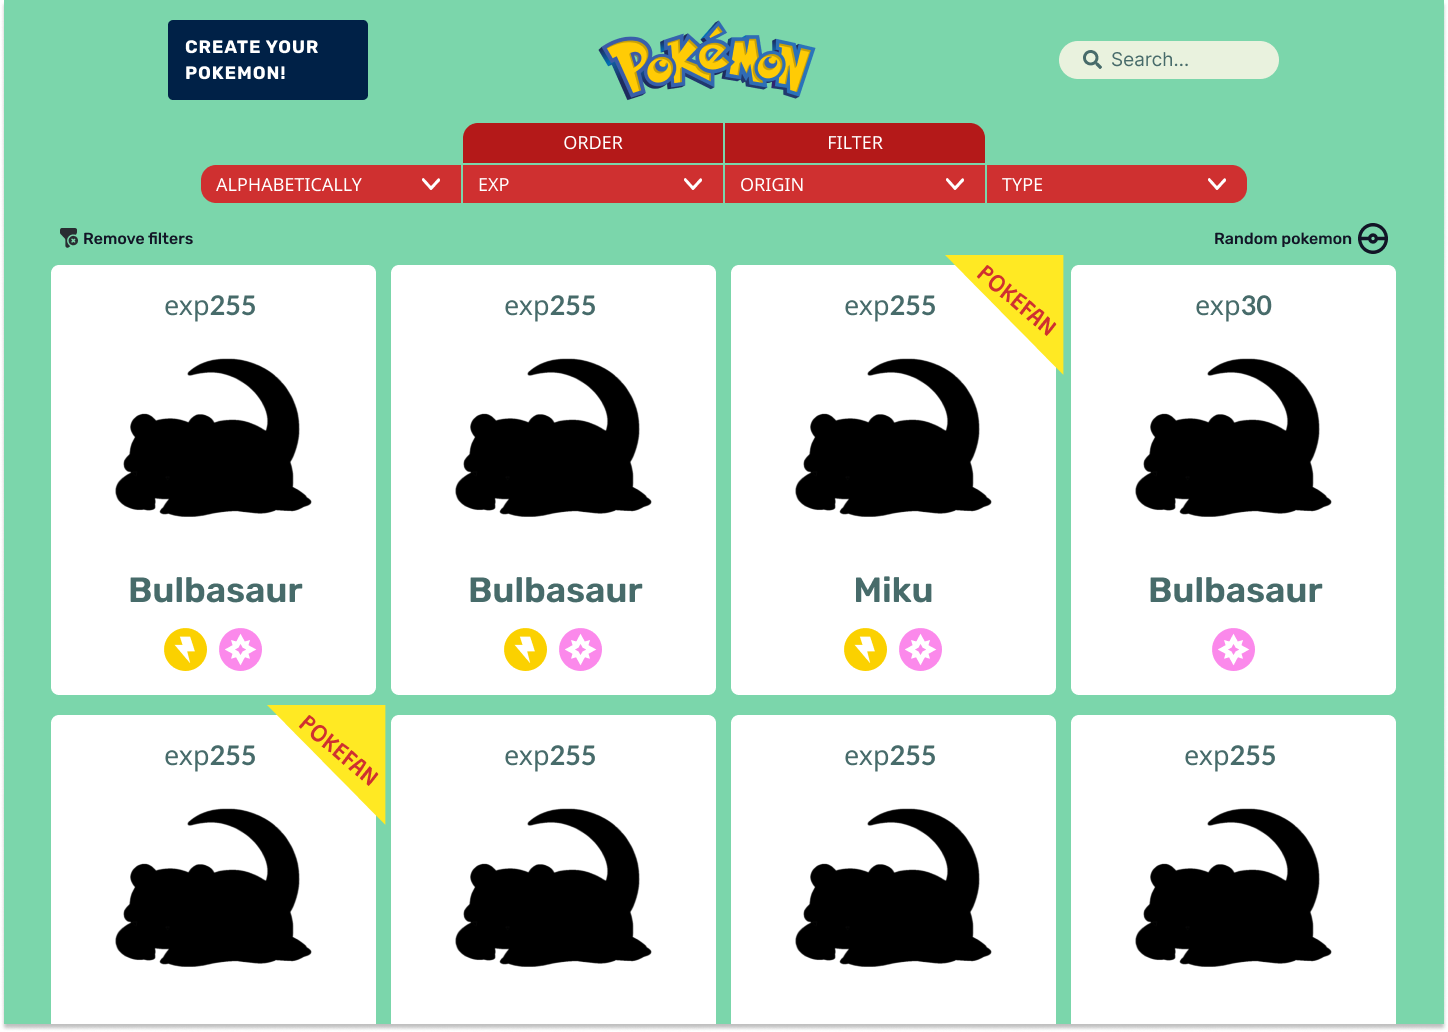 CREATE YOUR
POKEMON!
POKéMON
Search...
ORDER
FILTER
ALPHABETICALLY
EXP
ORIGIN
TYPE
Remove filters
Random pokemon
exp255
exp255
exp255
POKEFAN
exp30
Bulbasaur
Bulbasaur
Miku
Bulbasaur
exp255
POKEFAN
exp255
exp255
exp255